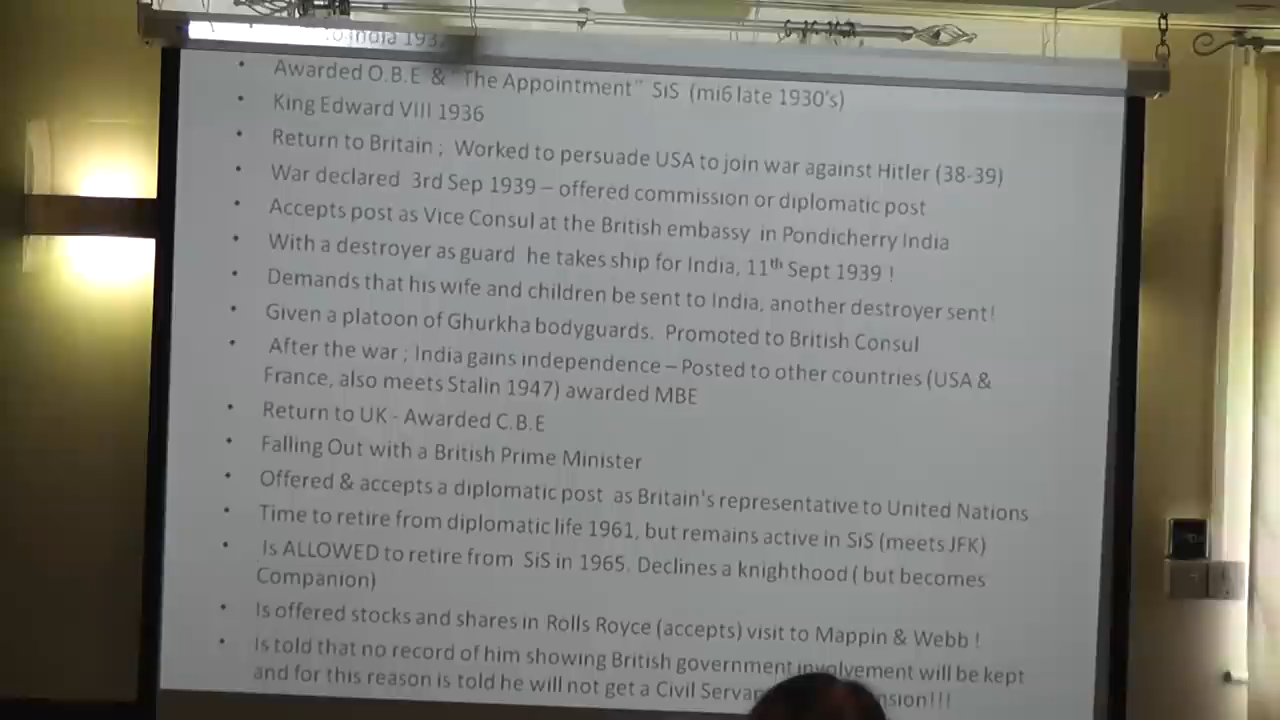 India 193
• Awarded O.B.E & "The Appointment" SiS (mi6 late 1930's)
• King Edward VIII 1936
• Return to Britain ; Worked to persuade USA to join war against Hitler (38-39)
• War declared 3rd Sep 1939 – offered commission or diplomatic post
• Accepts post as Vice Consul at the British embassy in Pondicherry India
• With a destroyer as guard he takes ship for India, 11th Sept 1939 !
• Demands that his wife and children be sent to India, another destroyer sent!
• Given a platoon of Ghurkha bodyguards. Promoted to British Consul
• After the war ; India gains independence – Posted to other countries (USA &
France, also meets Stalin 1947) awarded MBE
• Return to UK - Awarded C.B.E
• Falling Out with a British Prime Minister
• Offered & accepts a diplomatic post as Britain's representative to United Nations
• Time to retire from diplomatic life 1961, but remains active in SiS (meets JFK)
• Is ALLOWED to retire from SiS in 1965. Declines a knighthood ( but becomes
Companion)
• Is offered stocks and shares in Rolls Royce (accepts) visit to Mappin & Webb !
• Is told that no record of him showing British government involvement will be kept
and for this reason is told he will not get a Civil Serva nsion!!!